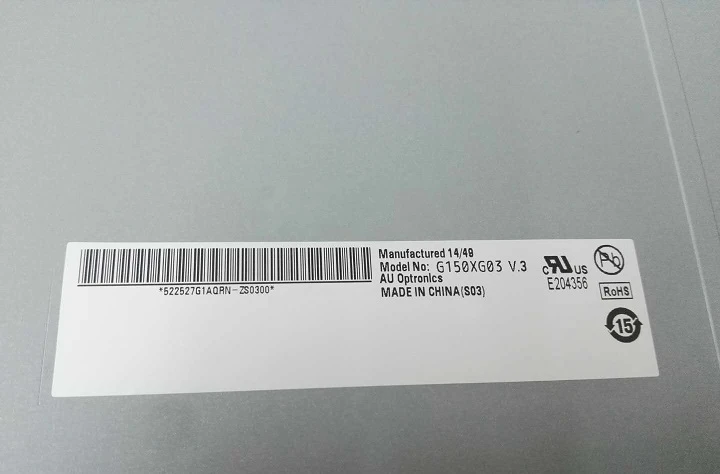 *522527G1AQRN-ZS0300*
Manufactured 14/49
Model No: G150XG03 V.3
AU Optronics
MADE IN CHINA(S03)
c RU US
E204356
Pb
RoHS
15